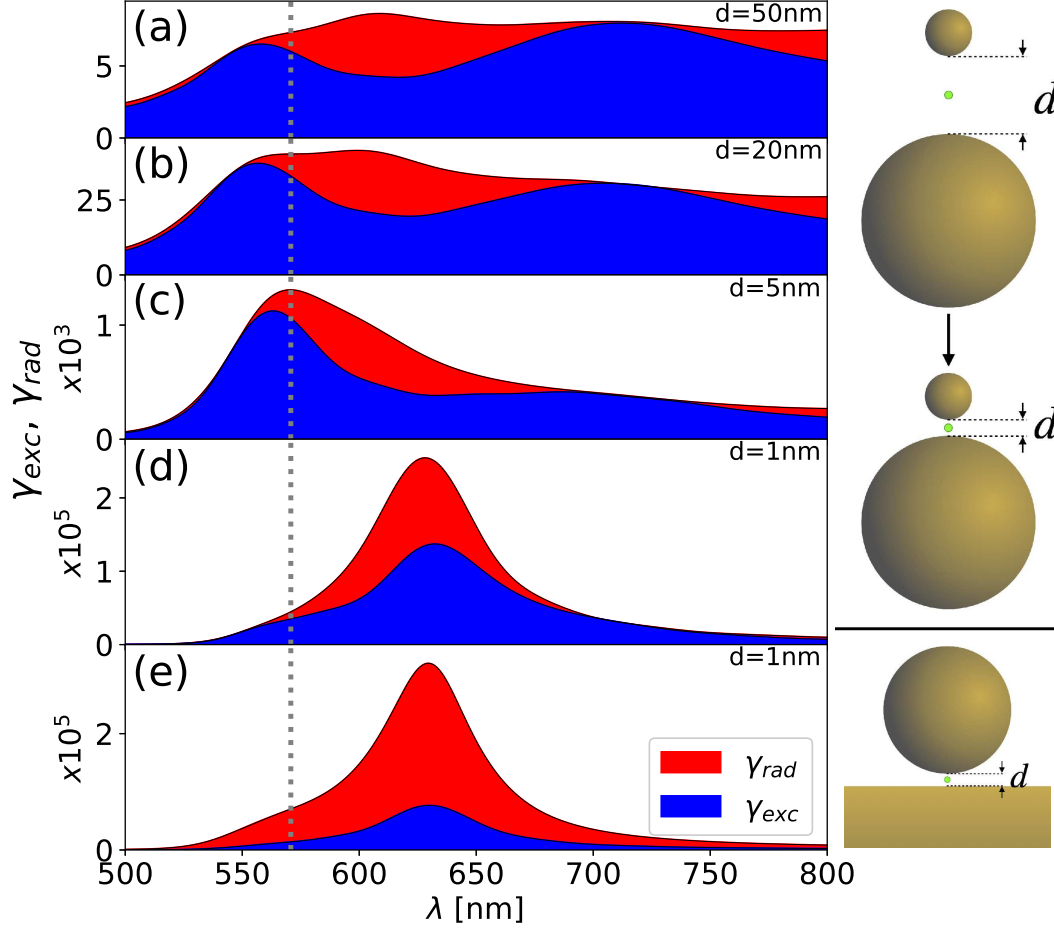 (a)
d=50nm
5
0
(b)
d=20nm
25
0
(c)
d=5nm
1
x10³
0
(d)
d=1nm
2
1
x10⁵
0
(e)
d=1nm
2
x10⁵
0
γexc, γrad
γrad
γexc
500 550 600 650 700 750 800
λ [nm]
d
d
d